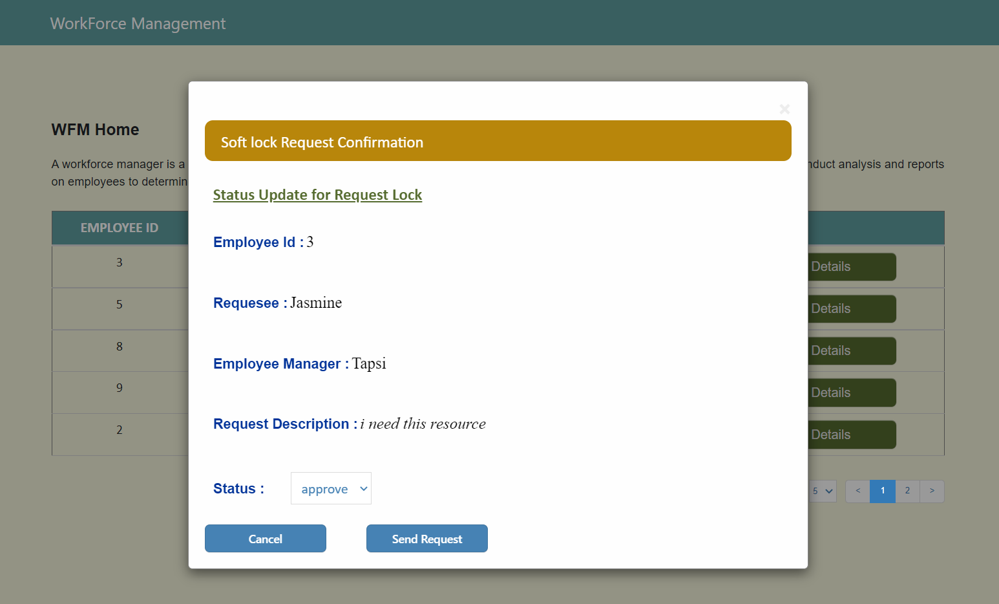 WorkForce Management
×
Soft lock Request Confirmation
WFM Home
A workforce manager is a
nduct analysis and reports
on employees to determin
Status Update for Request Lock
EMPLOYEE ID
Employee Id : 3
3
Details
Requesee : Jasmine
5
Details
Employee Manager : Tapsi
8
Details
9
Details
Request Description : i need this resource
2
Details
Status : approve
5 < 1 2 >
Cancel Send Request